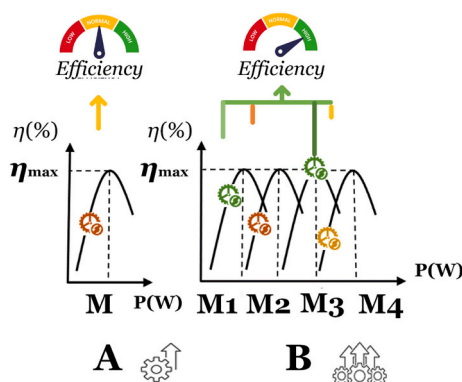 LOW NORMAL HIGH
Efficiency
LOW NORMAL HIGH
Efficiency
η(%)
ηmax
M
P(W)
A
η(%)
ηmax
M1 M2 M3 M4
P(W)
B